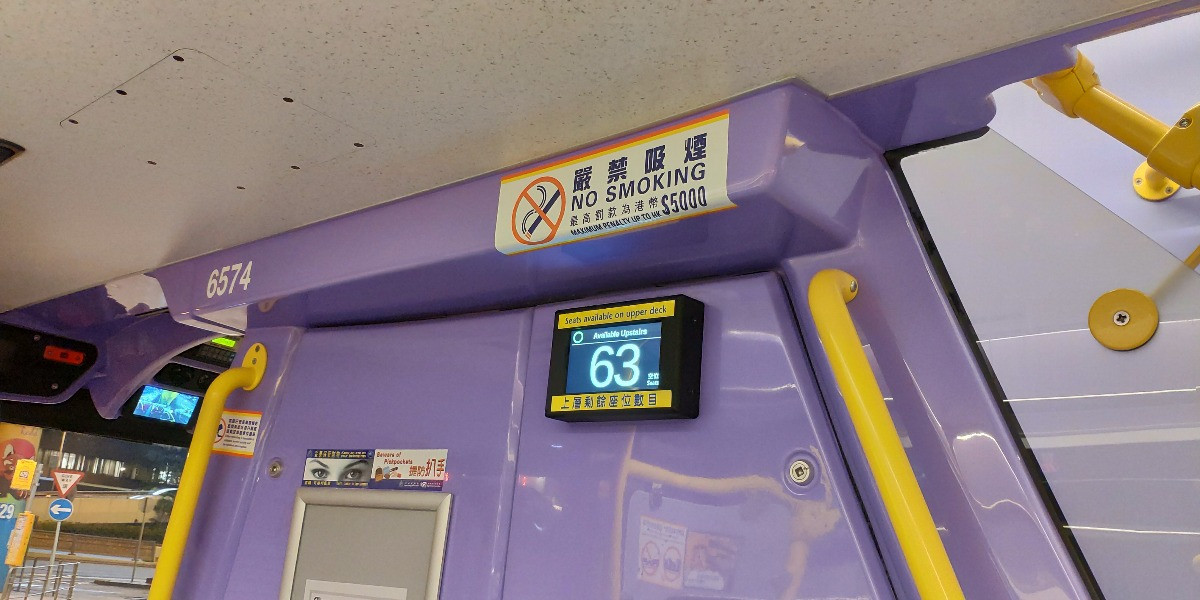 嚴禁吸煙
NO SMOKING
最高罰款為港幣$5000
MAXIMUM PENALTY UP TO HK
6574
Seats available on upper deck
Available Upstairs
63
空位
Seats
上層剩餘座位數目
Beware of
Pickpockets
提防扒手
29